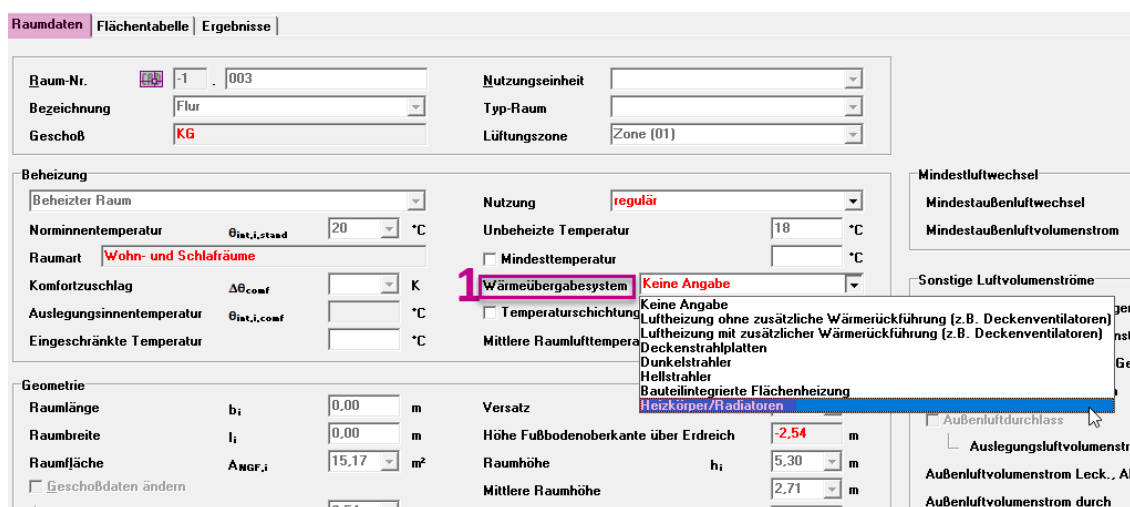 Raumdaten Flächentabelle Ergebnisse
Raum-Nr. -1 . 003 Nutzungseinheit
Bezeichnung Flur Typ-Raum
Geschoß KG Lüftungszone Zone (01)
Beheizung Mindestluftwechsel
Beheizter Raum Nutzung regulär Mindestaußenluftwechsel
Norminnentemperatur θint,i,stand 20 °C Unbeheizte Temperatur 18 °C Mindestaußenluftvolumenstrom
Raumart Wohn- und Schlafräume Mindesttemperatur °C
Komfortzuschlag Δθcomf K 1 Wärmeübergabesystem Keine Angabe Sonstige Luftvolumenströme
Keine Angabe
Auslegungsinnentemperatur θint,i,comf °C Temperaturschichtung Luftheizung ohne zusätzlicher Wärmerückführung (z.B. Deckenventilatoren)
Luftheizung mit zusätzlicher Wärmerückführung (z.B. Deckenventilatoren)
Eingeschränkte Temperatur °C Mittlere Raumlufttempera Deckenstrahlplatten
Dunkelstrahler
Hellstrahler
Geometrie Bauteilintegrierte Flächenheizung
Raumlänge bi 0,00 m Versatz Heizkörper/Radiatoren
Außenluftdurchlass
Raumbreite li 0,00 m Höhe Fußbodenoberkante über Erdreich -2,54 m Auslegungsluftvolumenstr
Raumfläche ANGF,i 15,17 m² Raumhöhe hi 5,30 m Außenluftvolumenstrom Leck., A
Geschoßdaten ändern Mittlere Raumhöhe 2,71 m Außenluftvolumenstrom durch